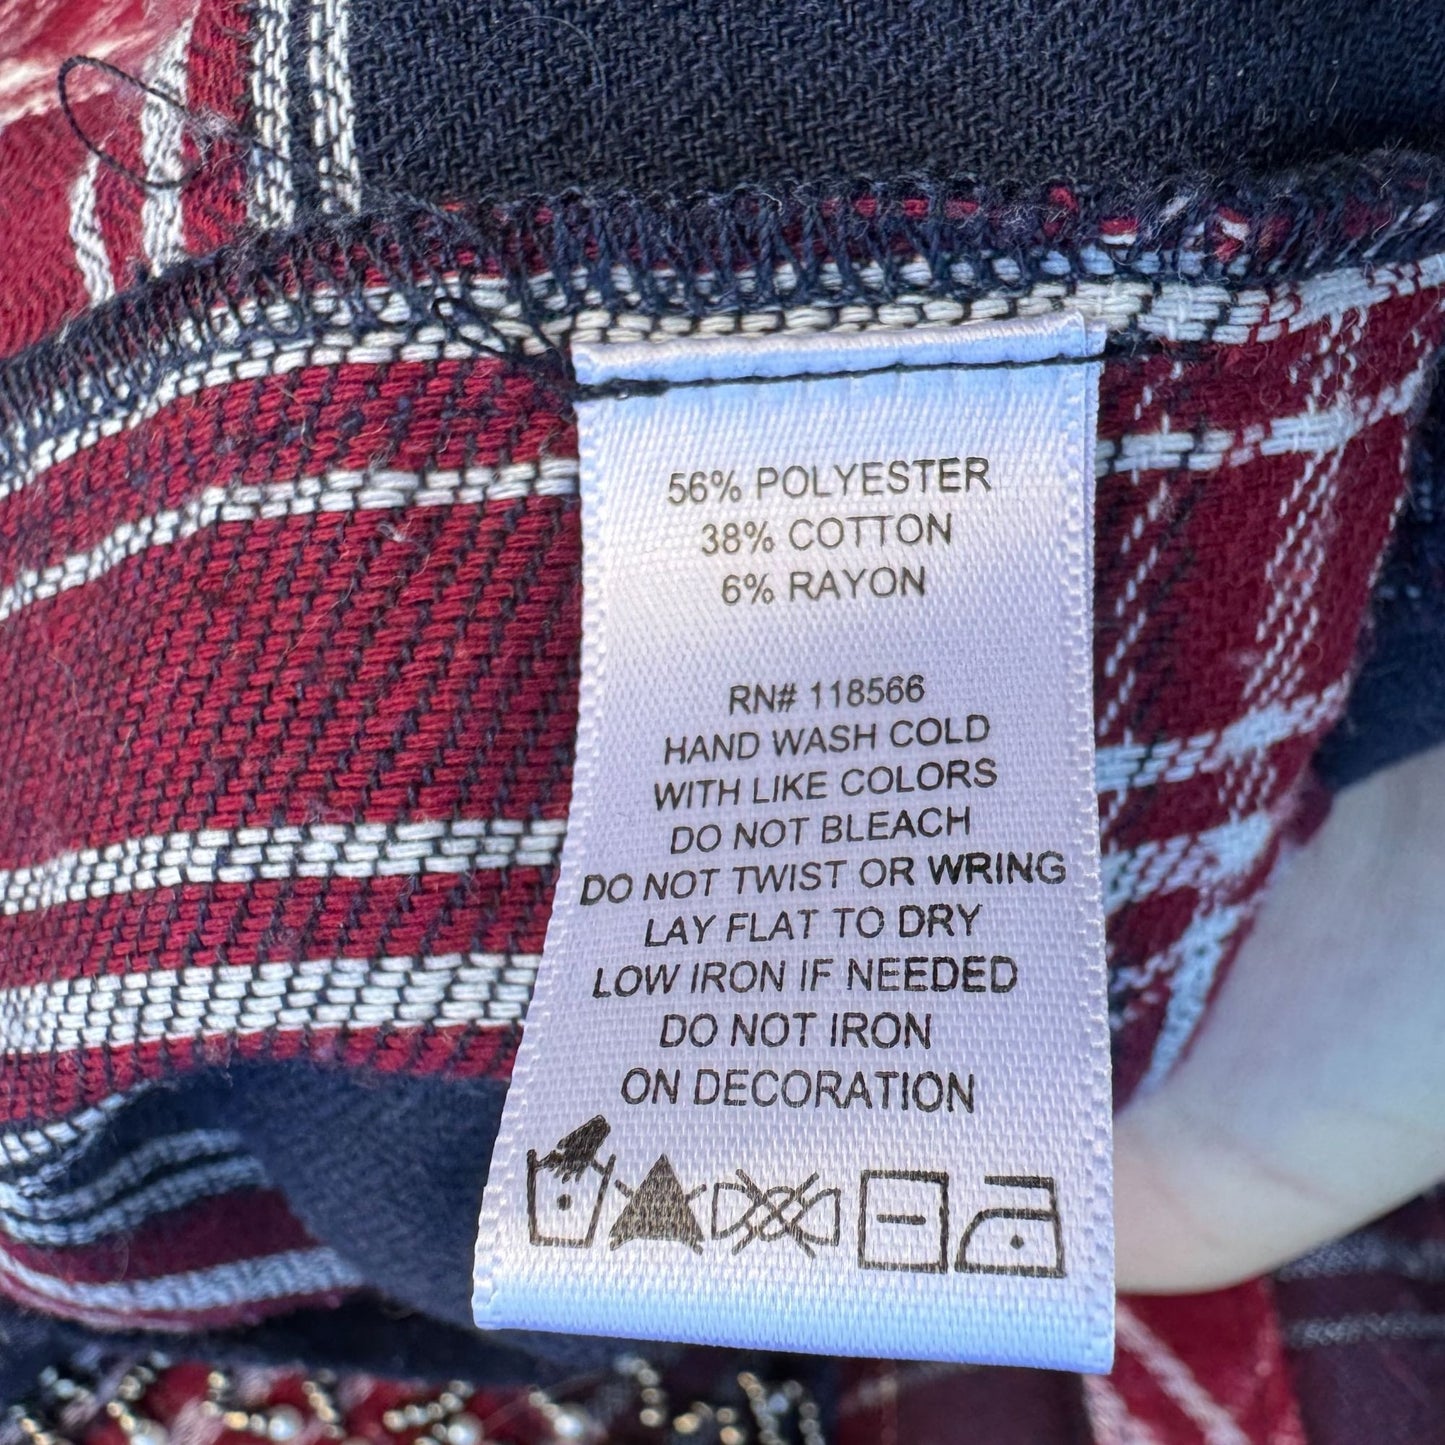 56% POLYESTER
38% COTTON
6% RAYON
RN# 118566
HAND WASH COLD
WITH LIKE COLORS
DO NOT BLEACH
DO NOT TWIST OR WRING
LAY FLAT TO DRY
LOW IRON IF NEEDED
DO NOT IRON
ON DECORATION